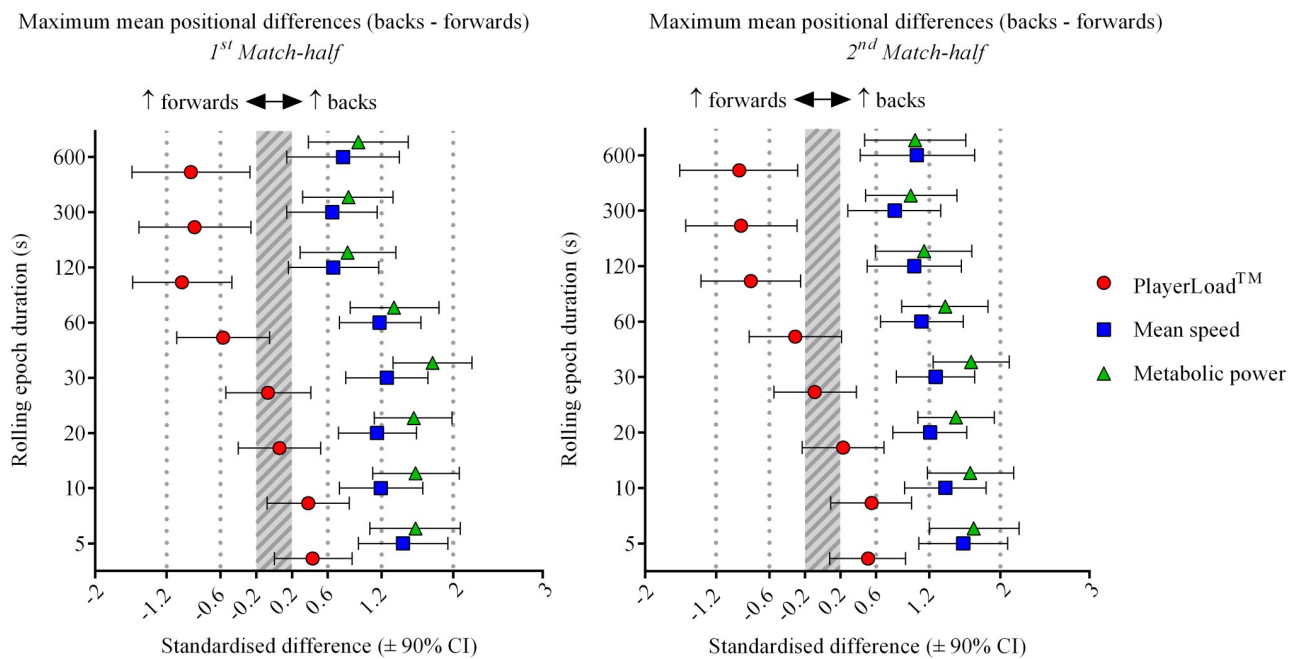 Maximum mean positional differences (backs - forwards)
1st Match-half
↑ forwards ↔ ↑ backs
Rolling epoch duration (s)
600
300
120
60
30
20
10
5
-2 -1.2 -0.6 -0.2 0.2 0.6 1.2 2 3
Standardised difference (± 90% CI)
Maximum mean positional differences (backs - forwards)
2nd Match-half
↑ forwards ↔ ↑ backs
Rolling epoch duration (s)
600
300
120
60
30
20
10
5
-2 -1.2 -0.6 -0.2 0.2 0.6 1.2 2 3
Standardised difference (± 90% CI)
PlayerLoad™
Mean speed
Metabolic power